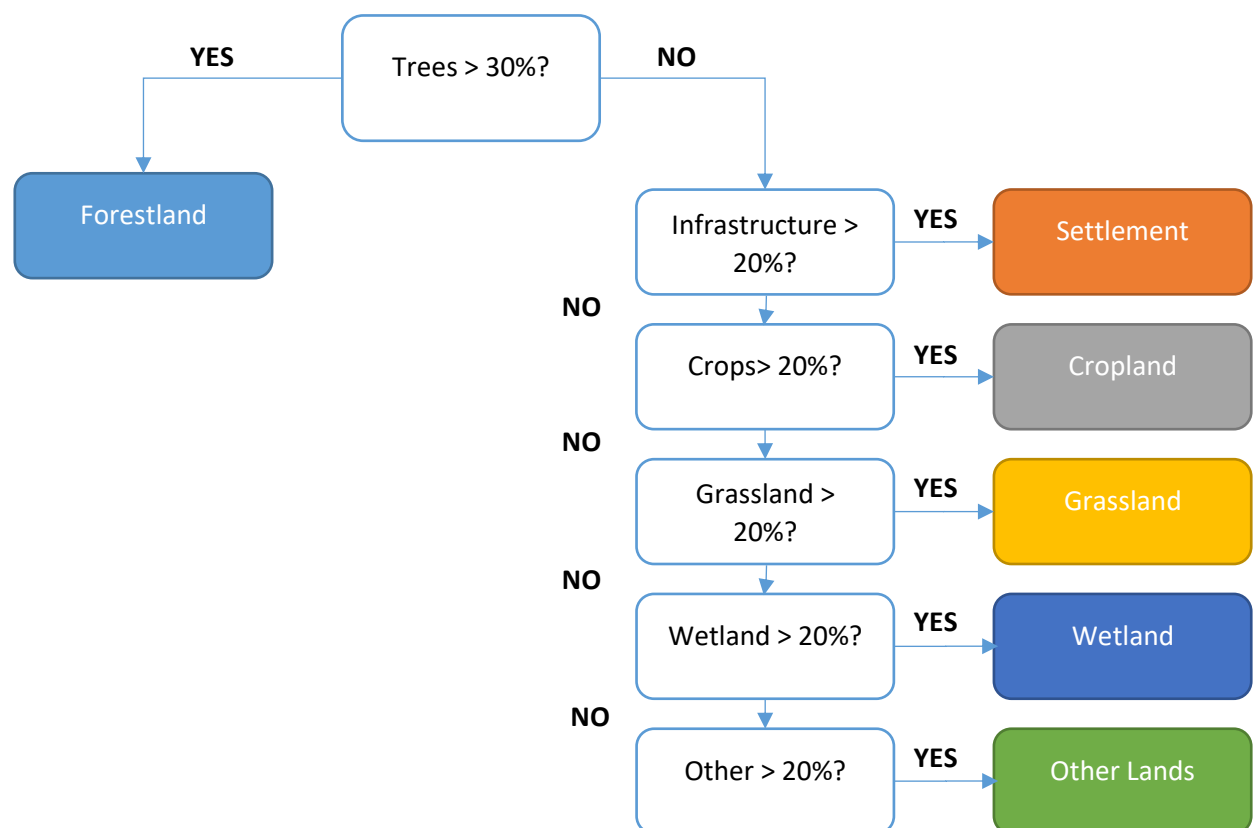 YES
Trees > 30%?
NO
Forestland
Infrastructure >
20%?
YES
Settlement
NO
Crops> 20%?
YES
Cropland
NO
Grassland >
20%?
YES
Grassland
NO
Wetland > 20%?
YES
Wetland
NO
Other > 20%?
YES
Other Lands